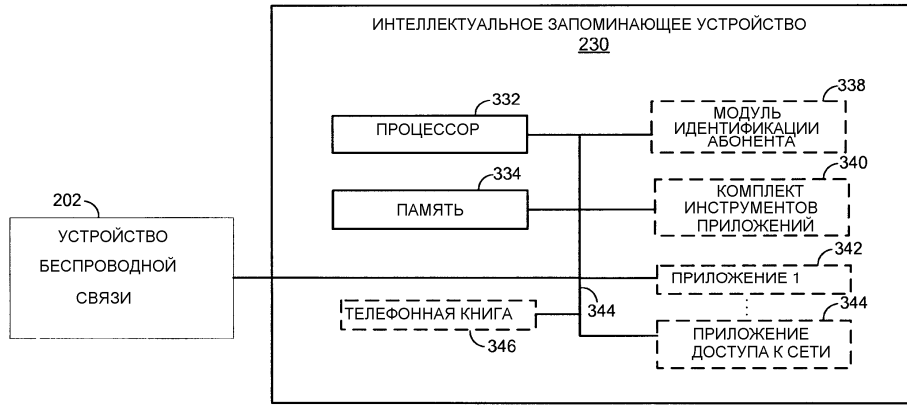 ИНТЕЛЛЕКТУАЛЬНОЕ ЗАПОМИНАЮЩЕЕ УСТРОЙСТВО
230
332
ПРОЦЕССОР
338
МОДУЛЬ
ИДЕНТИФИКАЦИИ
АБОНЕНТА
334
ПАМЯТЬ
340
КОМПЛЕКТ
ИНСТРУМЕНТОВ
ПРИЛОЖЕНИЙ
202
УСТРОЙСТВО
БЕСПРОВОДНОЙ
СВЯЗИ
342
ПРИЛОЖЕНИЕ 1
ТЕЛЕФОННАЯ КНИГА
346
344
344
ПРИЛОЖЕНИЕ
ДОСТУПА К СЕТИ